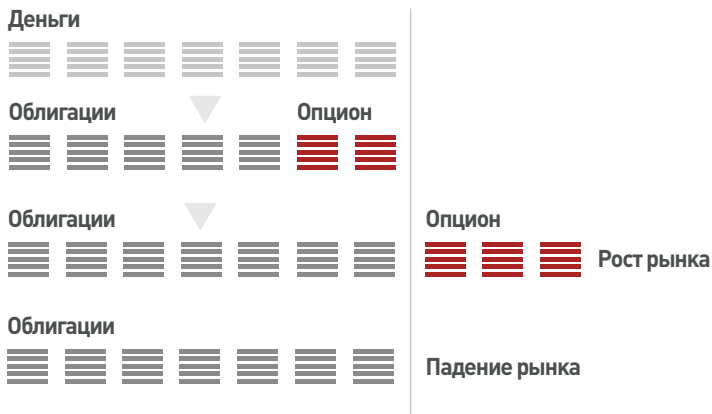 Деньги
Облигации Опцион
Облигации Опцион
Рост рынка
Облигации
Падение рынка